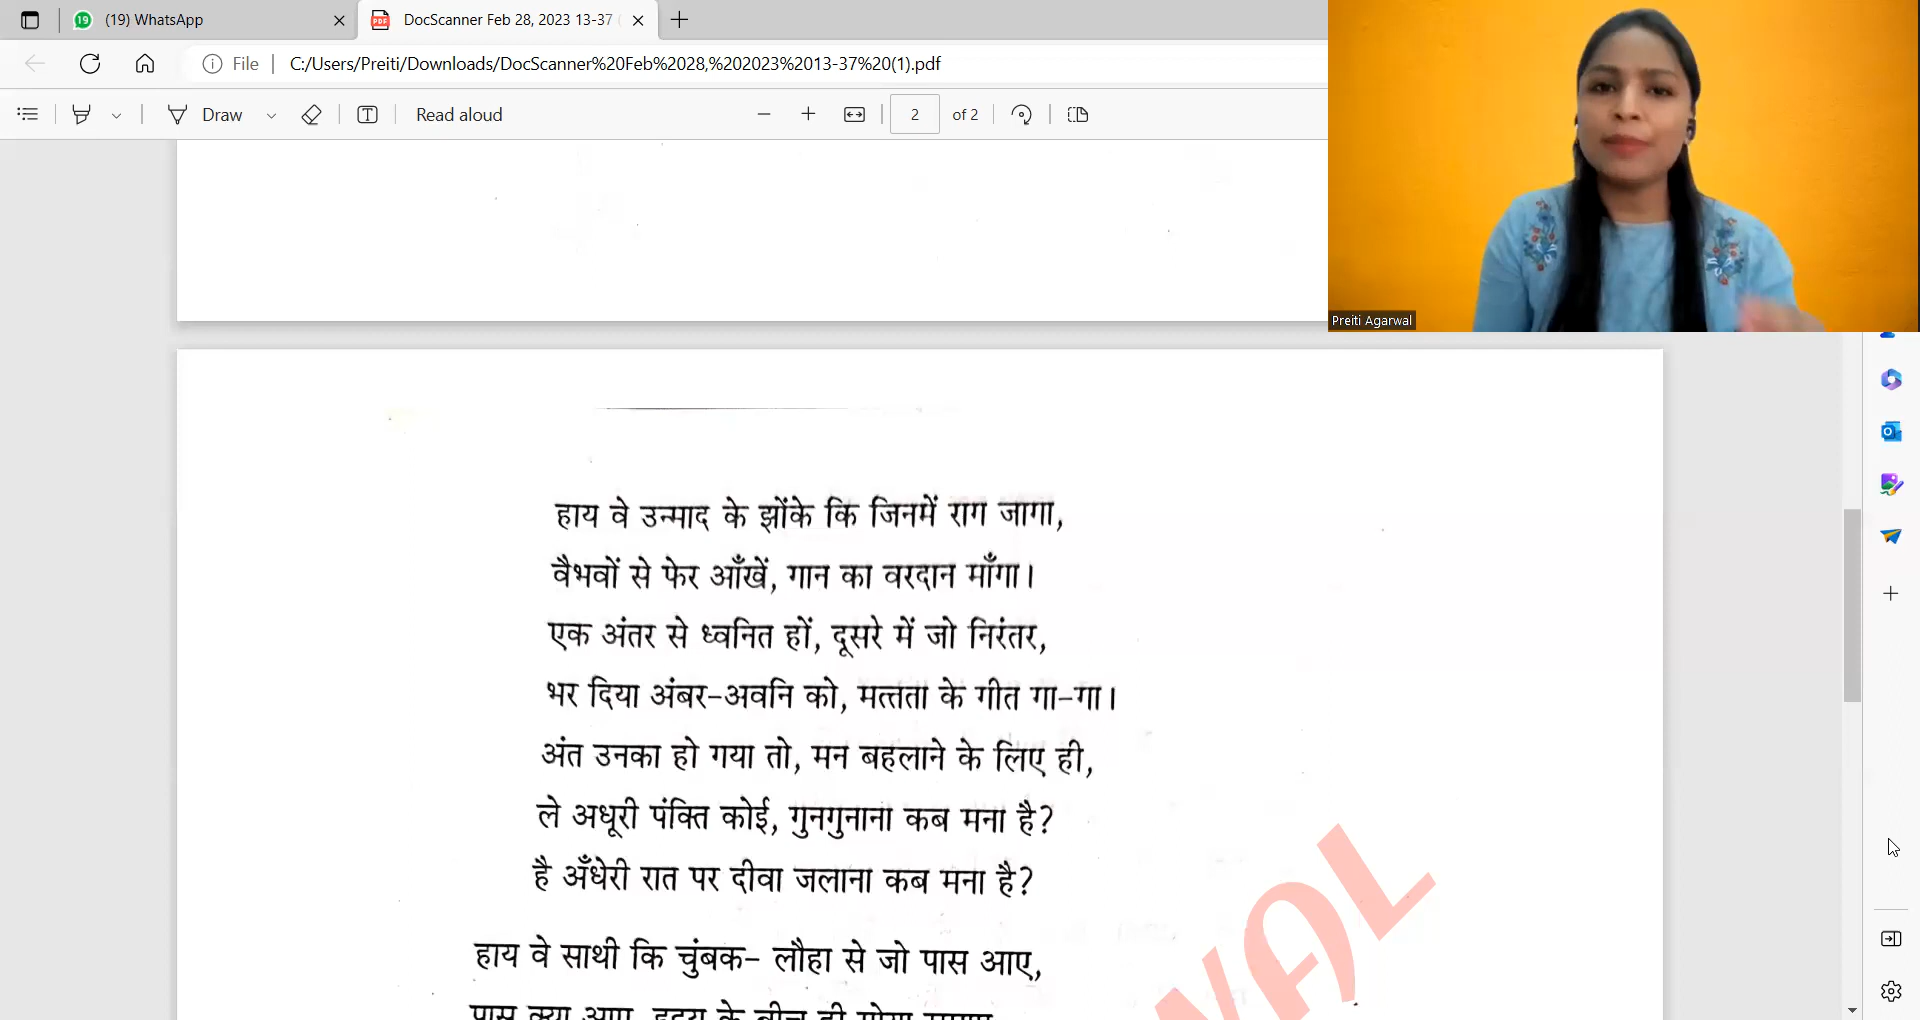 (19) WhatsApp
DocScanner Feb 28, 2023 13-37 (
File
C:/Users/Preiti/Downloads/DocScanner%20Feb%2028,%202023%2013-37%20(1).pdf
Draw
Read aloud
2
of 2
Preiti Agarwal
हाय वे उन्माद के झोंके कि जिनमें राग जागा,
वैभवों से फेर आँखें, गान का वरदान माँगा।
एक अंतर से ध्वनित हों, दूसरे में जो निरंतर,
भर दिया अंबर-अवनि को, मत्तता के गीत गा-गा।
अंत उनका हो गया तो, मन बहलाने के लिए ही,
ले अधूरी पंक्ति कोई, गुनगुनाना कब मना है?
है अँधेरी रात पर दीवा जलाना कब मना है?
हाय वे साथी कि चुंबक- लौहा से जो पास आए,
पास क्या आए, हृदय के बीच ही
WAL